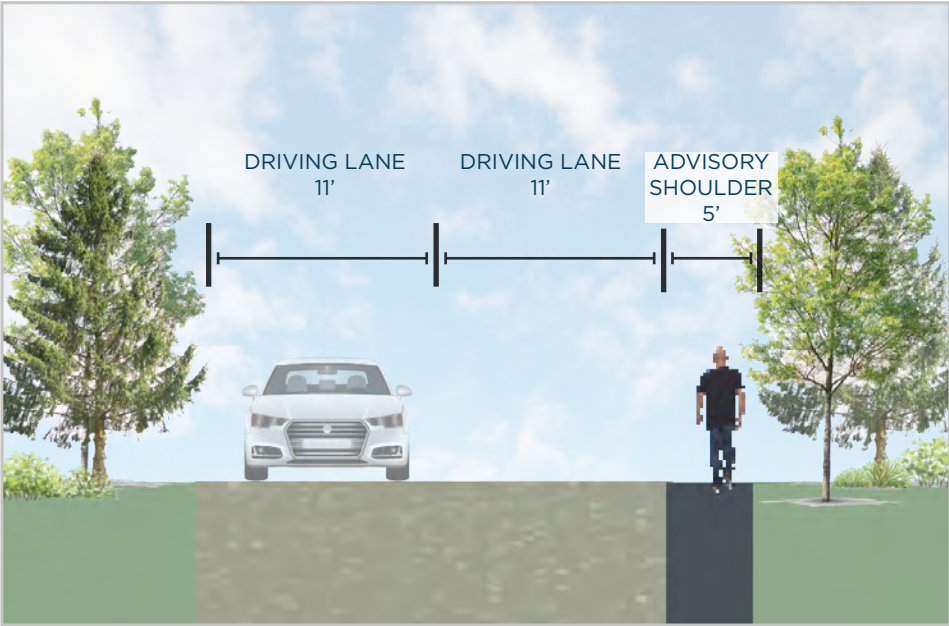 DRIVING LANE
11’
DRIVING LANE
11’
ADVISORY
SHOULDER
5’